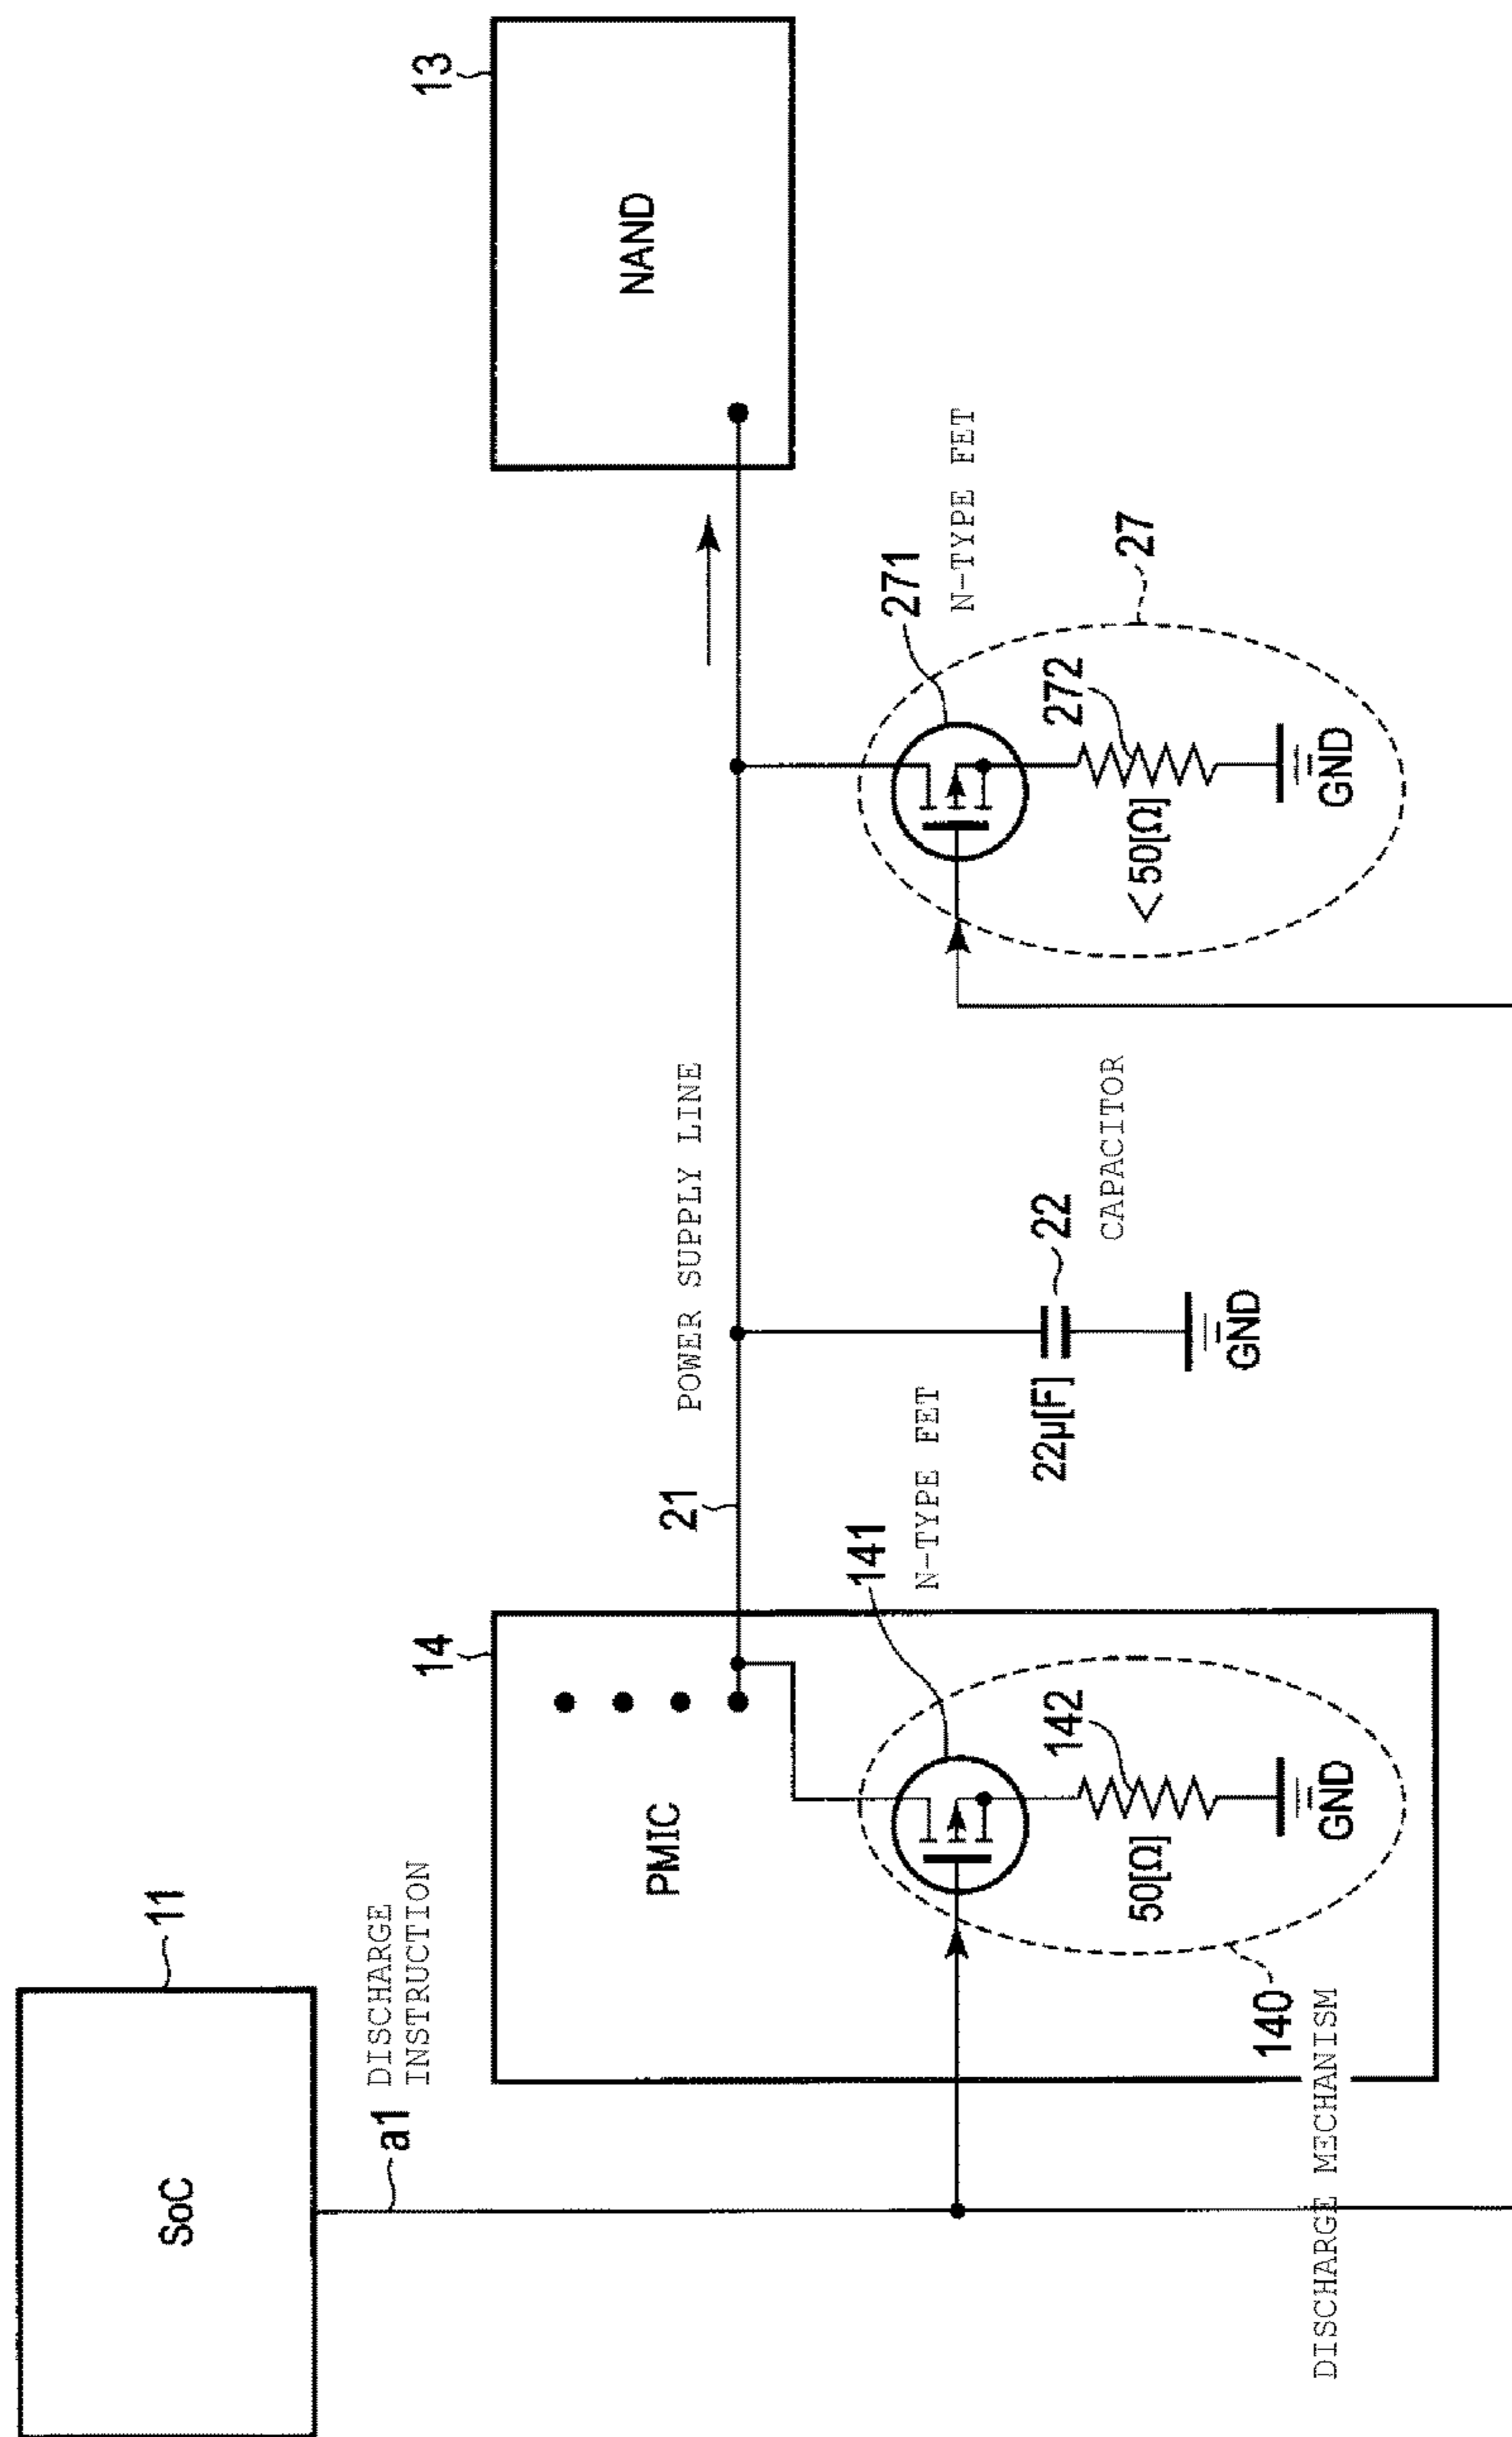 SoC
11
a1
DISCHARGE
INSTRUCTION
14
PMIC
141
N-TYPE FET
142
50[Ω]
GND
140
DISCHARGE MECHANISM
21
POWER SUPPLY LINE
22μ[F]
22
CAPACITOR
GND
271
N-TYPE FET
27
272
<50[Ω]
GND
13
NAND